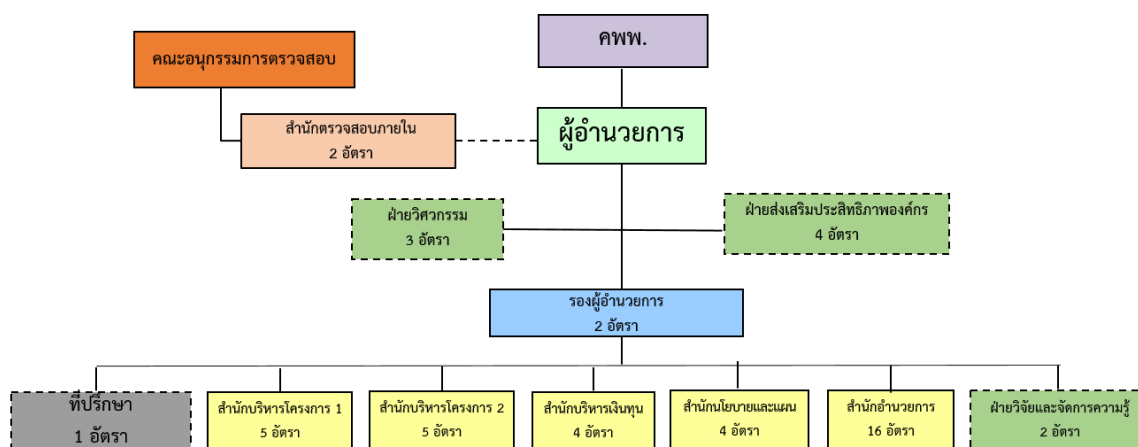 คพพ.
คณะอนุกรรมการตรวจสอบ
ผู้อำนวยการ
สำนักตรวจสอบภายใน
2 อัตรา
ฝ่ายวิศวกรรม
3 อัตรา
ฝ่ายส่งเสริมประสิทธิภาพองค์กร
4 อัตรา
รองผู้อำนวยการ
2 อัตรา
ที่ปรึกษา
1 อัตรา
สำนักบริหารโครงการ 1
5 อัตรา
สำนักบริหารโครงการ 2
5 อัตรา
สำนักบริหารเงินทุน
4 อัตรา
สำนักนโยบายและแผน
4 อัตรา
สำนักอำนวยการ
16 อัตรา
ฝ่ายวิจัยและจัดการความรู้
2 อัตรา